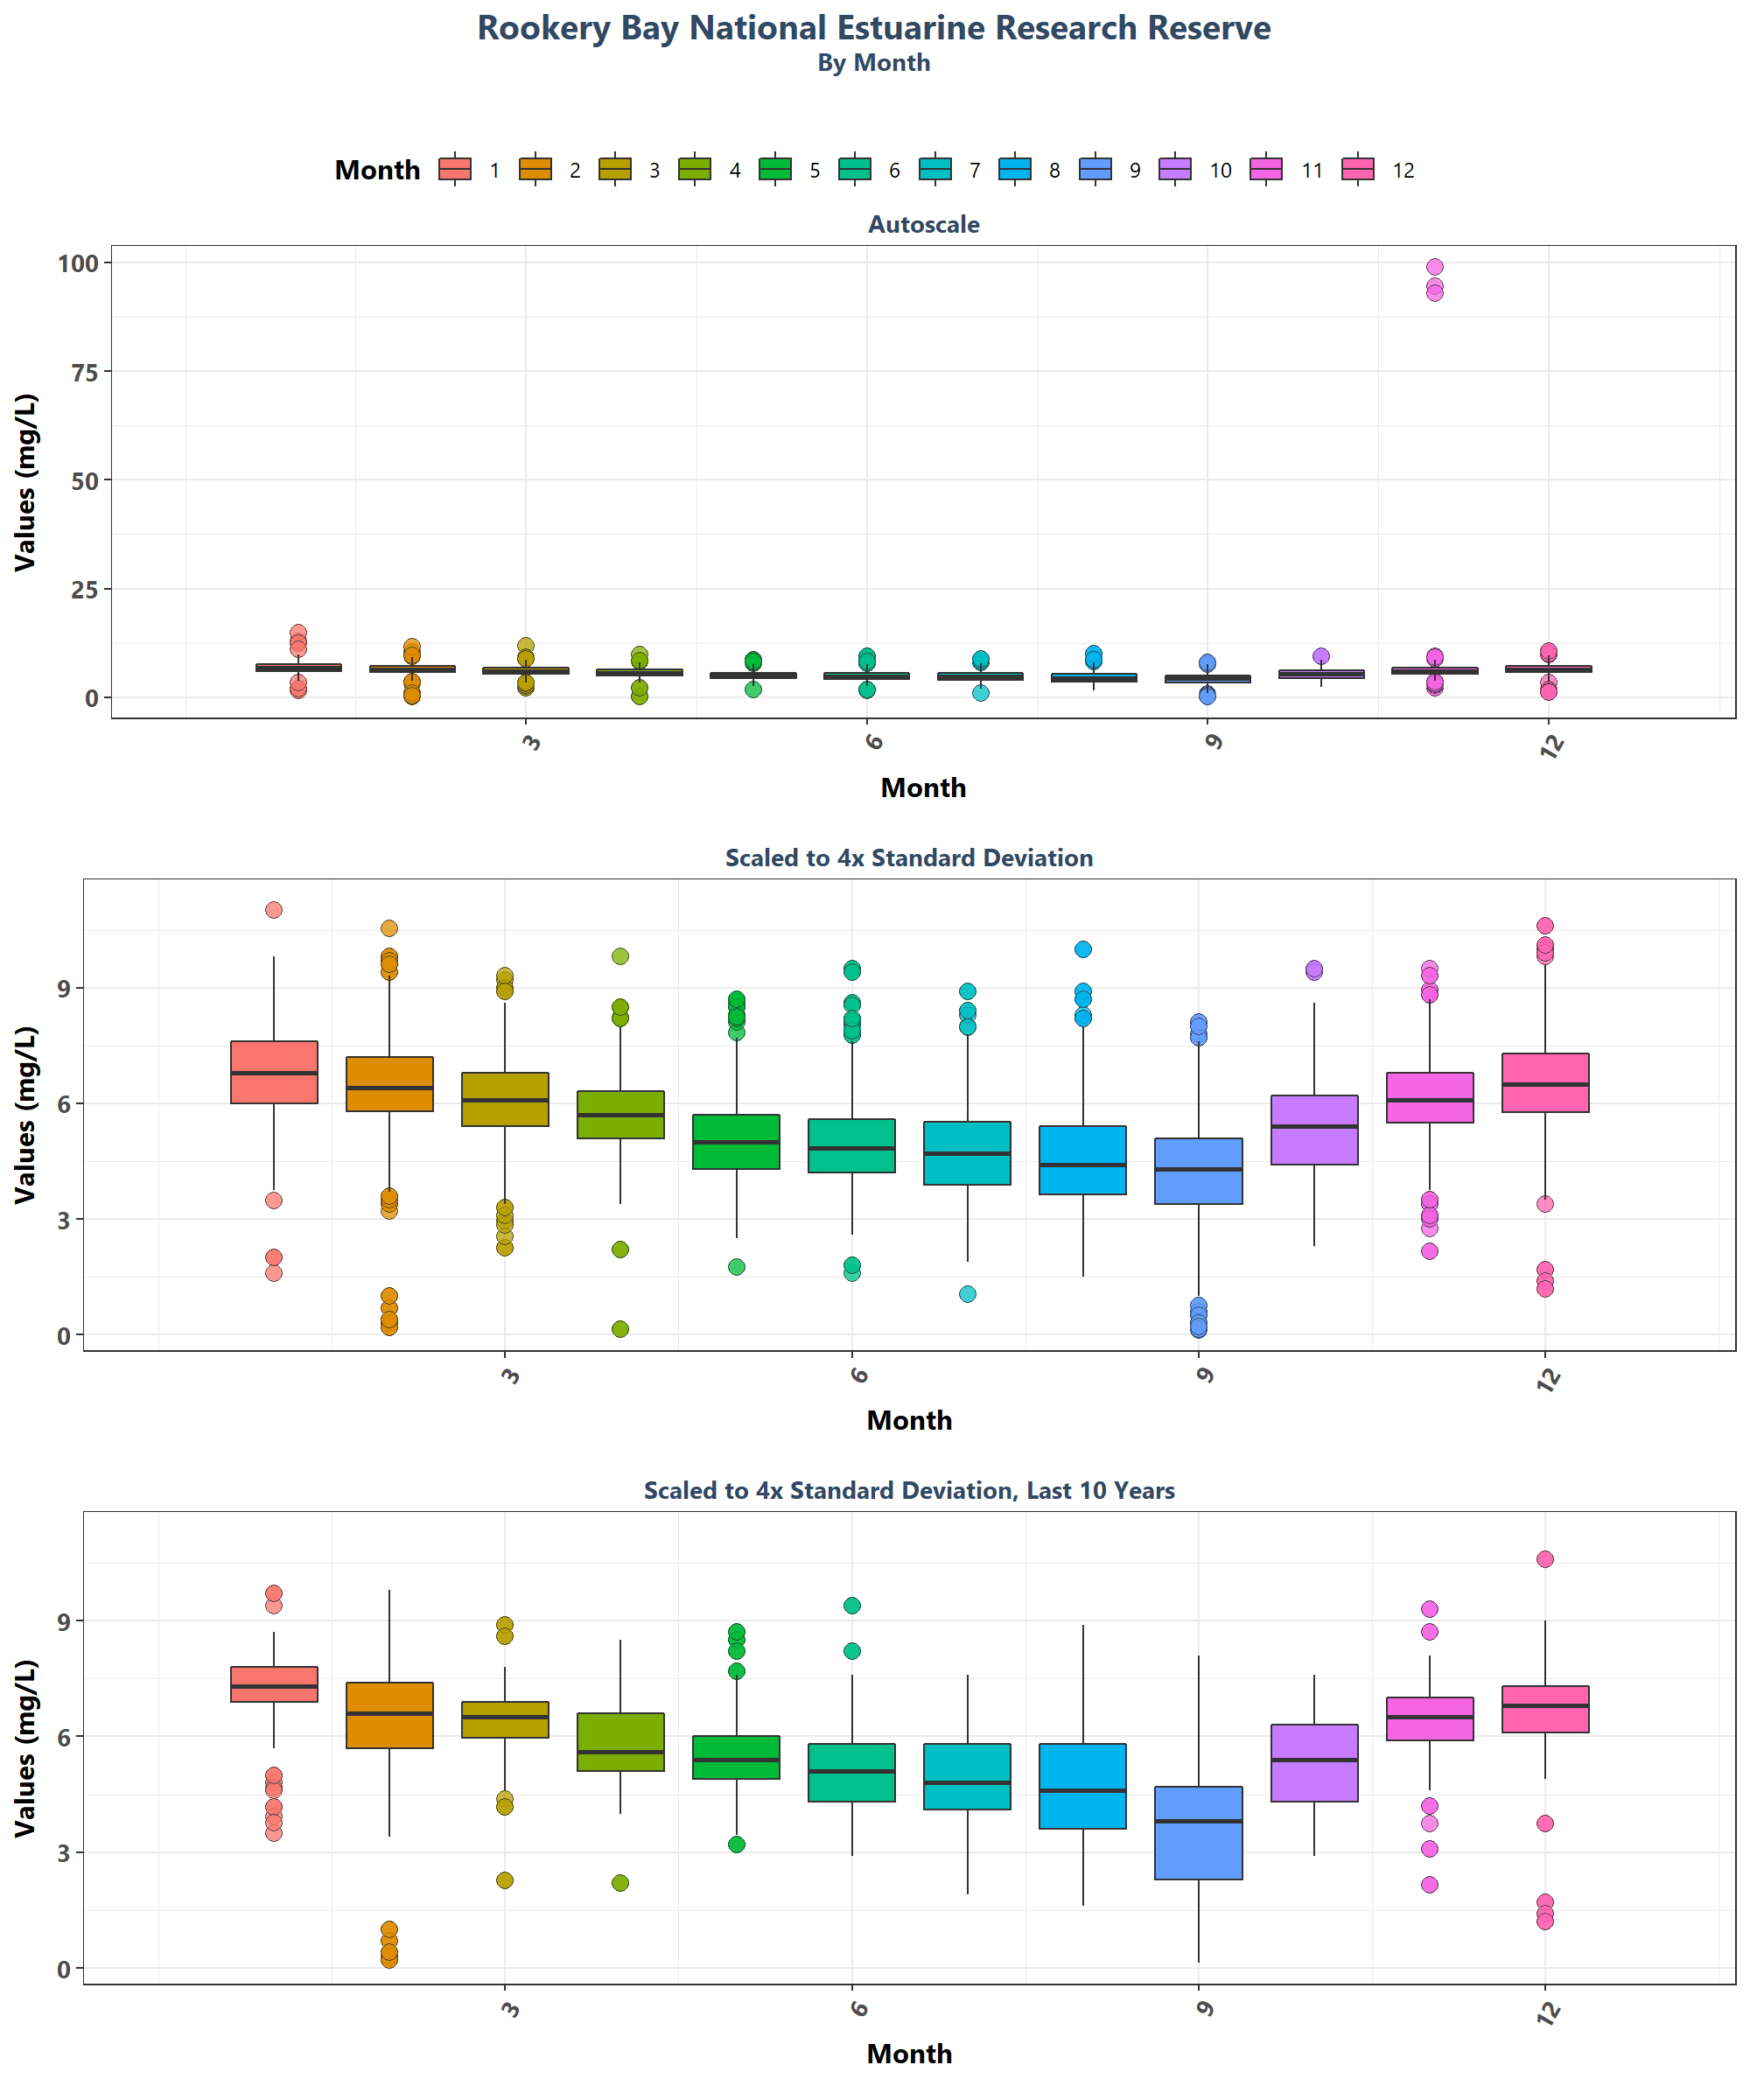 Rookery Bay National Estuarine Research Reserve
By Month
Month 1 2 3 4 5 6 7 8 9 10 11 12
Autoscale
100
75
50
25
0
Values (mg/L)
3 6 9 12
Month
Scaled to 4x Standard Deviation
9
6
3
0
Values (mg/L)
3 6 9 12
Month
Scaled to 4x Standard Deviation, Last 10 Years
9
6
3
0
Values (mg/L)
3 6 9 12
Month